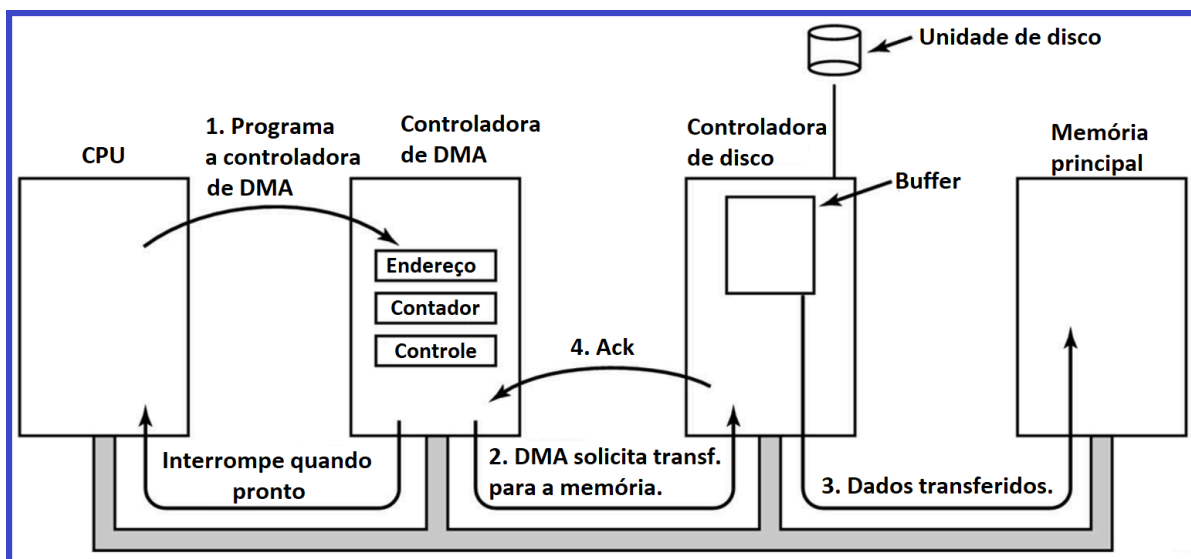 Unidade de disco
1. Programa
a controladora
de DMA
CPU
Controladora
de DMA
Controladora
de disco
Memória
principal
Buffer
Endereço
Contador
Controle
4. Ack
Interrompe quando
pronto
2. DMA solicita transf.
para a memória.
3. Dados transferidos.